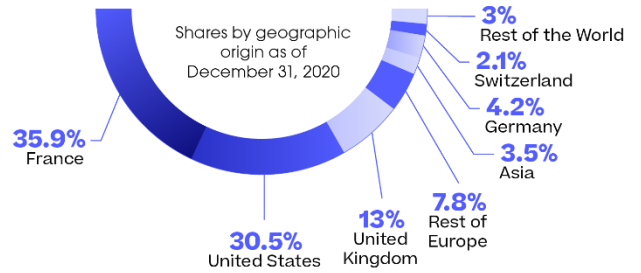 Shares by geographic
origin as of
December 31, 2020
3%
Rest of the World
2.1%
Switzerland
4.2%
Germany
3.5%
Asia
7.8%
Rest of
Europe
13%
United
Kingdom
30.5%
United States
35.9%
France